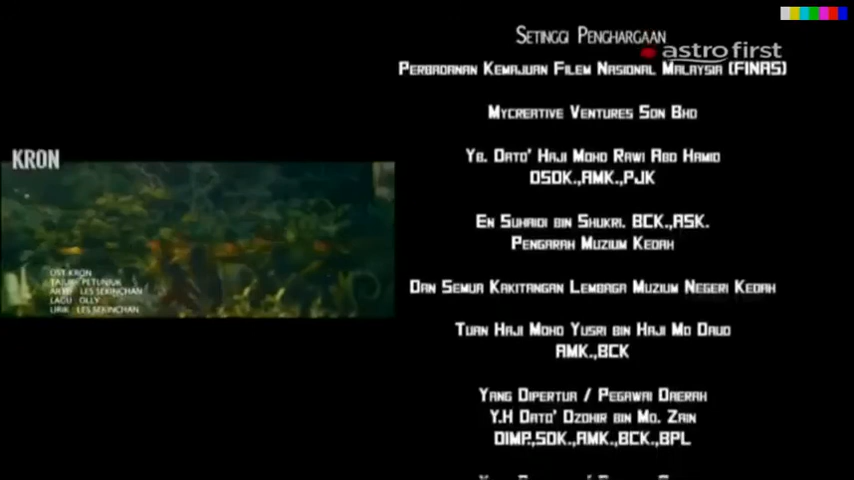 Setinggi Penghargaan
astro first
Perbadanan Kemajuan Filem Nasional Malaysia (FINAS)
Mycreative Ventures Sdn Bhd
Yb. Dato' Haji Mohd Rawi Abd Hamid
DSDK.,AMK.,PJK
En Suhaidi bin Shukri. BCK.,ASK.
Pengarah Muzium Kedah
Dan Semua Kakitangan Lembaga Muzium Negeri Kedah
Tuan Haji Mohd Yusri bin Haji Md Daud
AMK.,BCK
Yang Dipertua / Pegawai Daerah
Y.H Dato' Dzohir bin Md. Zain
DIMP.,SDK.,AMK.,BCK.,BPL
KRON
OST KRON
TAJUK PETUNJUK
ARTIS LES SEKINCHAN
LAGU OLLY
LIRIK LES SEKINCHAN